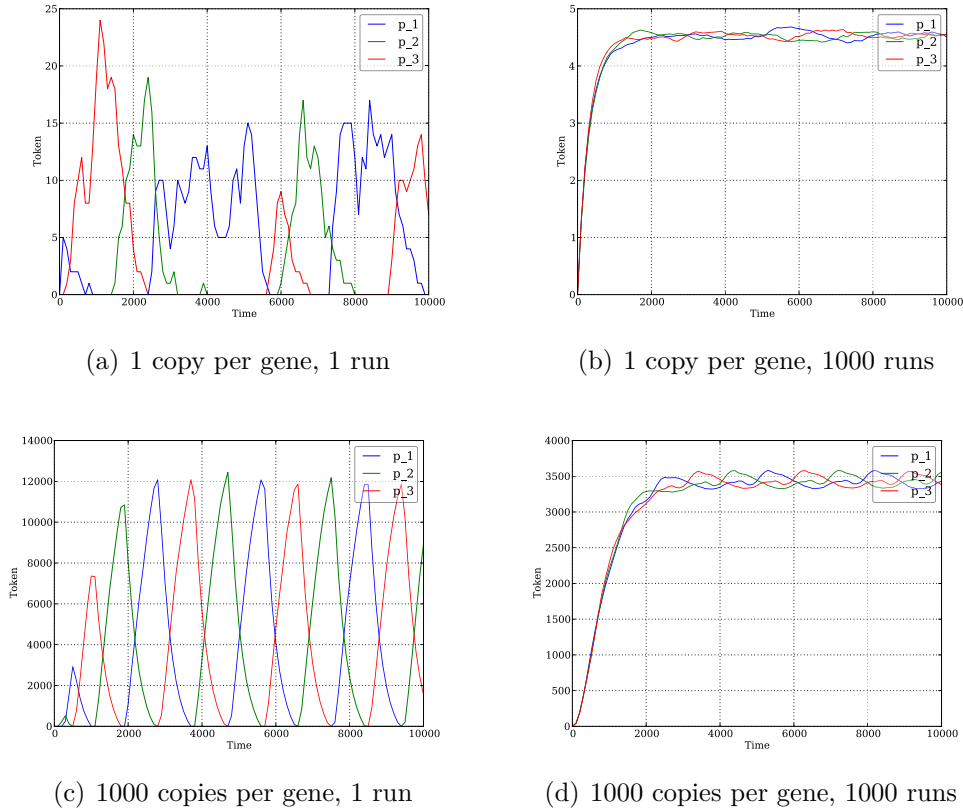 25
20
15
10
5
0
Token
p_1
p_2
p_3
0 2000 4000 6000 8000 10000
Time
(a) 1 copy per gene, 1 run
5
4
3
2
1
0
Token
p_1
p_2
p_3
0 2000 4000 6000 8000 10000
Time
(b) 1 copy per gene, 1000 runs
14000
12000
10000
8000
6000
4000
2000
0
Token
p_1
p_2
p_3
0 2000 4000 6000 8000 10000
Time
(c) 1000 copies per gene, 1 run
4000
3500
3000
2500
2000
1500
1000
500
0
Token
p_1
p_2
p_3
0 2000 4000 6000 8000 10000
Time
(d) 1000 copies per gene, 1000 runs